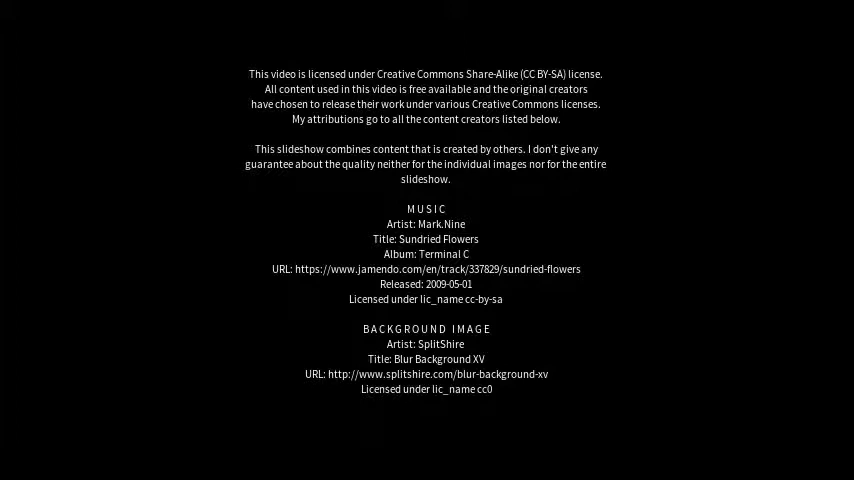 This video is licensed under Creative Commons Share-Alike (CC BY-SA) license.
All content used in this video is free available and the original creators
have chosen to release their work under various Creative Commons licenses.
My attributions go to all the content creators listed below.
This slideshow combines content that is created by others. I don't give any
guarantee about the quality neither for the individual images nor for the entire
slideshow.
MUSIC
Artist: Mark.Nine
Title: Sundried Flowers
Album: Terminal C
URL: https://www.jamendo.com/en/track/337829/sundried-flowers
Released: 2009-05-01
Licensed under lic_name cc-by-sa
BACKGROUND IMAGE
Artist: SplitShire
Title: Blur Background XV
URL: http://www.splitshire.com/blur-background-xv
Licensed under lic_name cc0